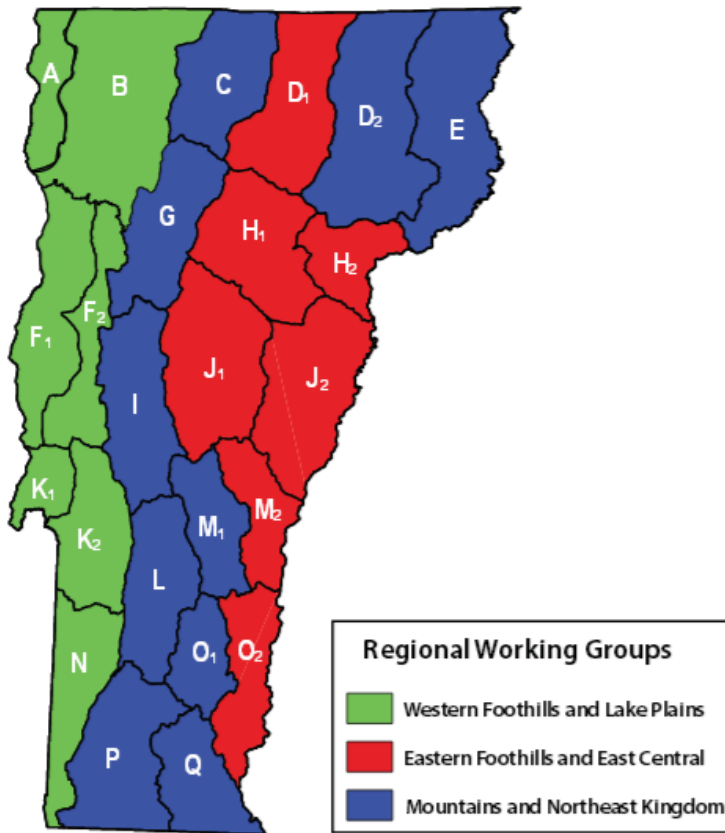 A
B
C
D1
D2
E
G
H1
H2
F1
F2
I
J1
J2
K1
K2
M1
M2
L
N
O1
O2
P
Q
Regional Working Groups
Western Foothills and Lake Plains
Eastern Foothills and East Central
Mountains and Northeast Kingdom